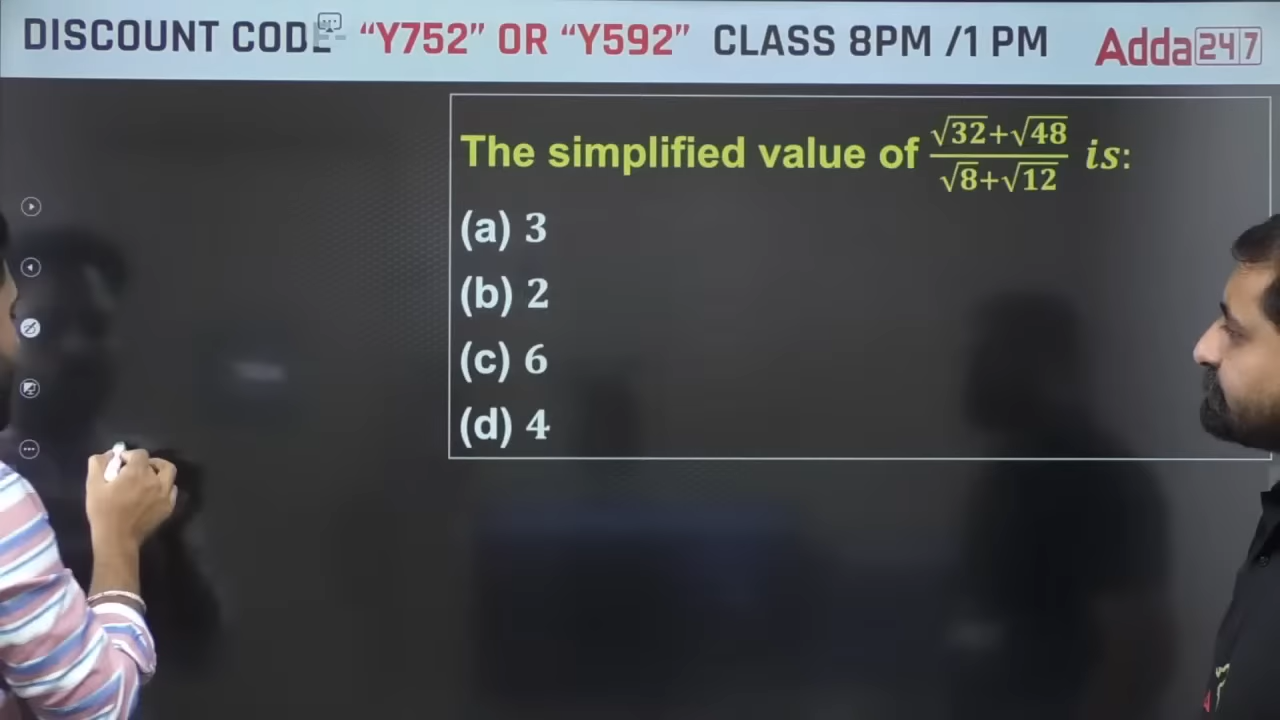 DISCOUNT CODE "Y752" OR "Y592" CLASS 8PM /1 PM
Adda247
The simplified value of (√32+√48)/(√8+√12) is:
(a) 3
(b) 2
(c) 6
(d) 4